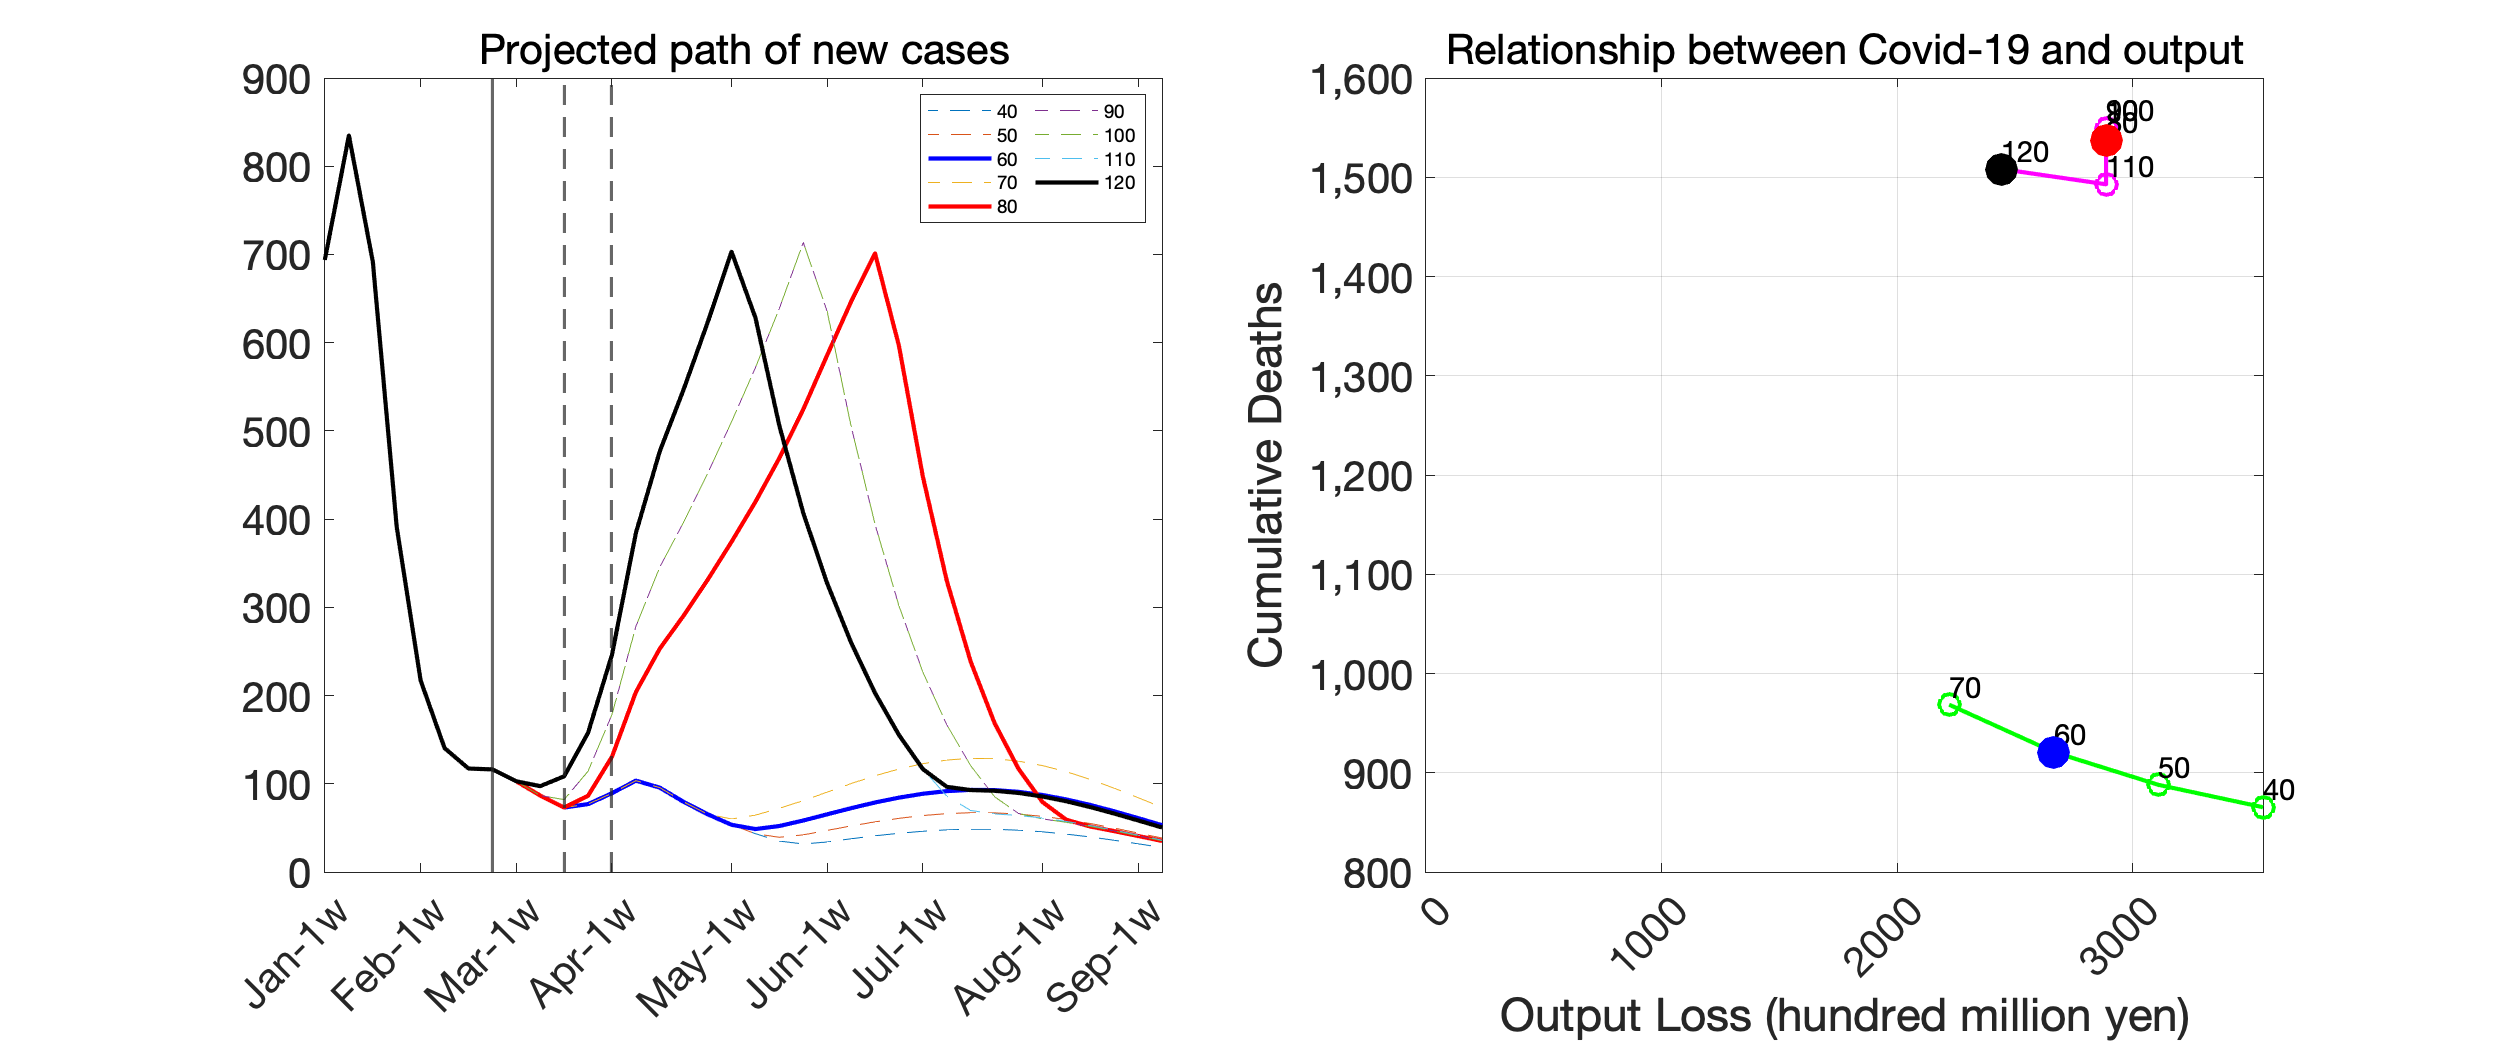 Projected path of new cases
900
800
700
600
500
400
300
200
100
0
40
50
60
70
80
90
100
110
120
Jan-1w
Feb-1w
Mar-1w
Apr-1w
May-1w
Jun-1w
Jul-1w
Aug-1w
Sep-1w
Relationship between Covid-19 and output
Cumulative Deaths
1,600
1,500
1,400
1,300
1,200
1,100
1,000
900
800
120
110
70
60
50
40
0
1000
2000
3000
Output Loss (hundred million yen)